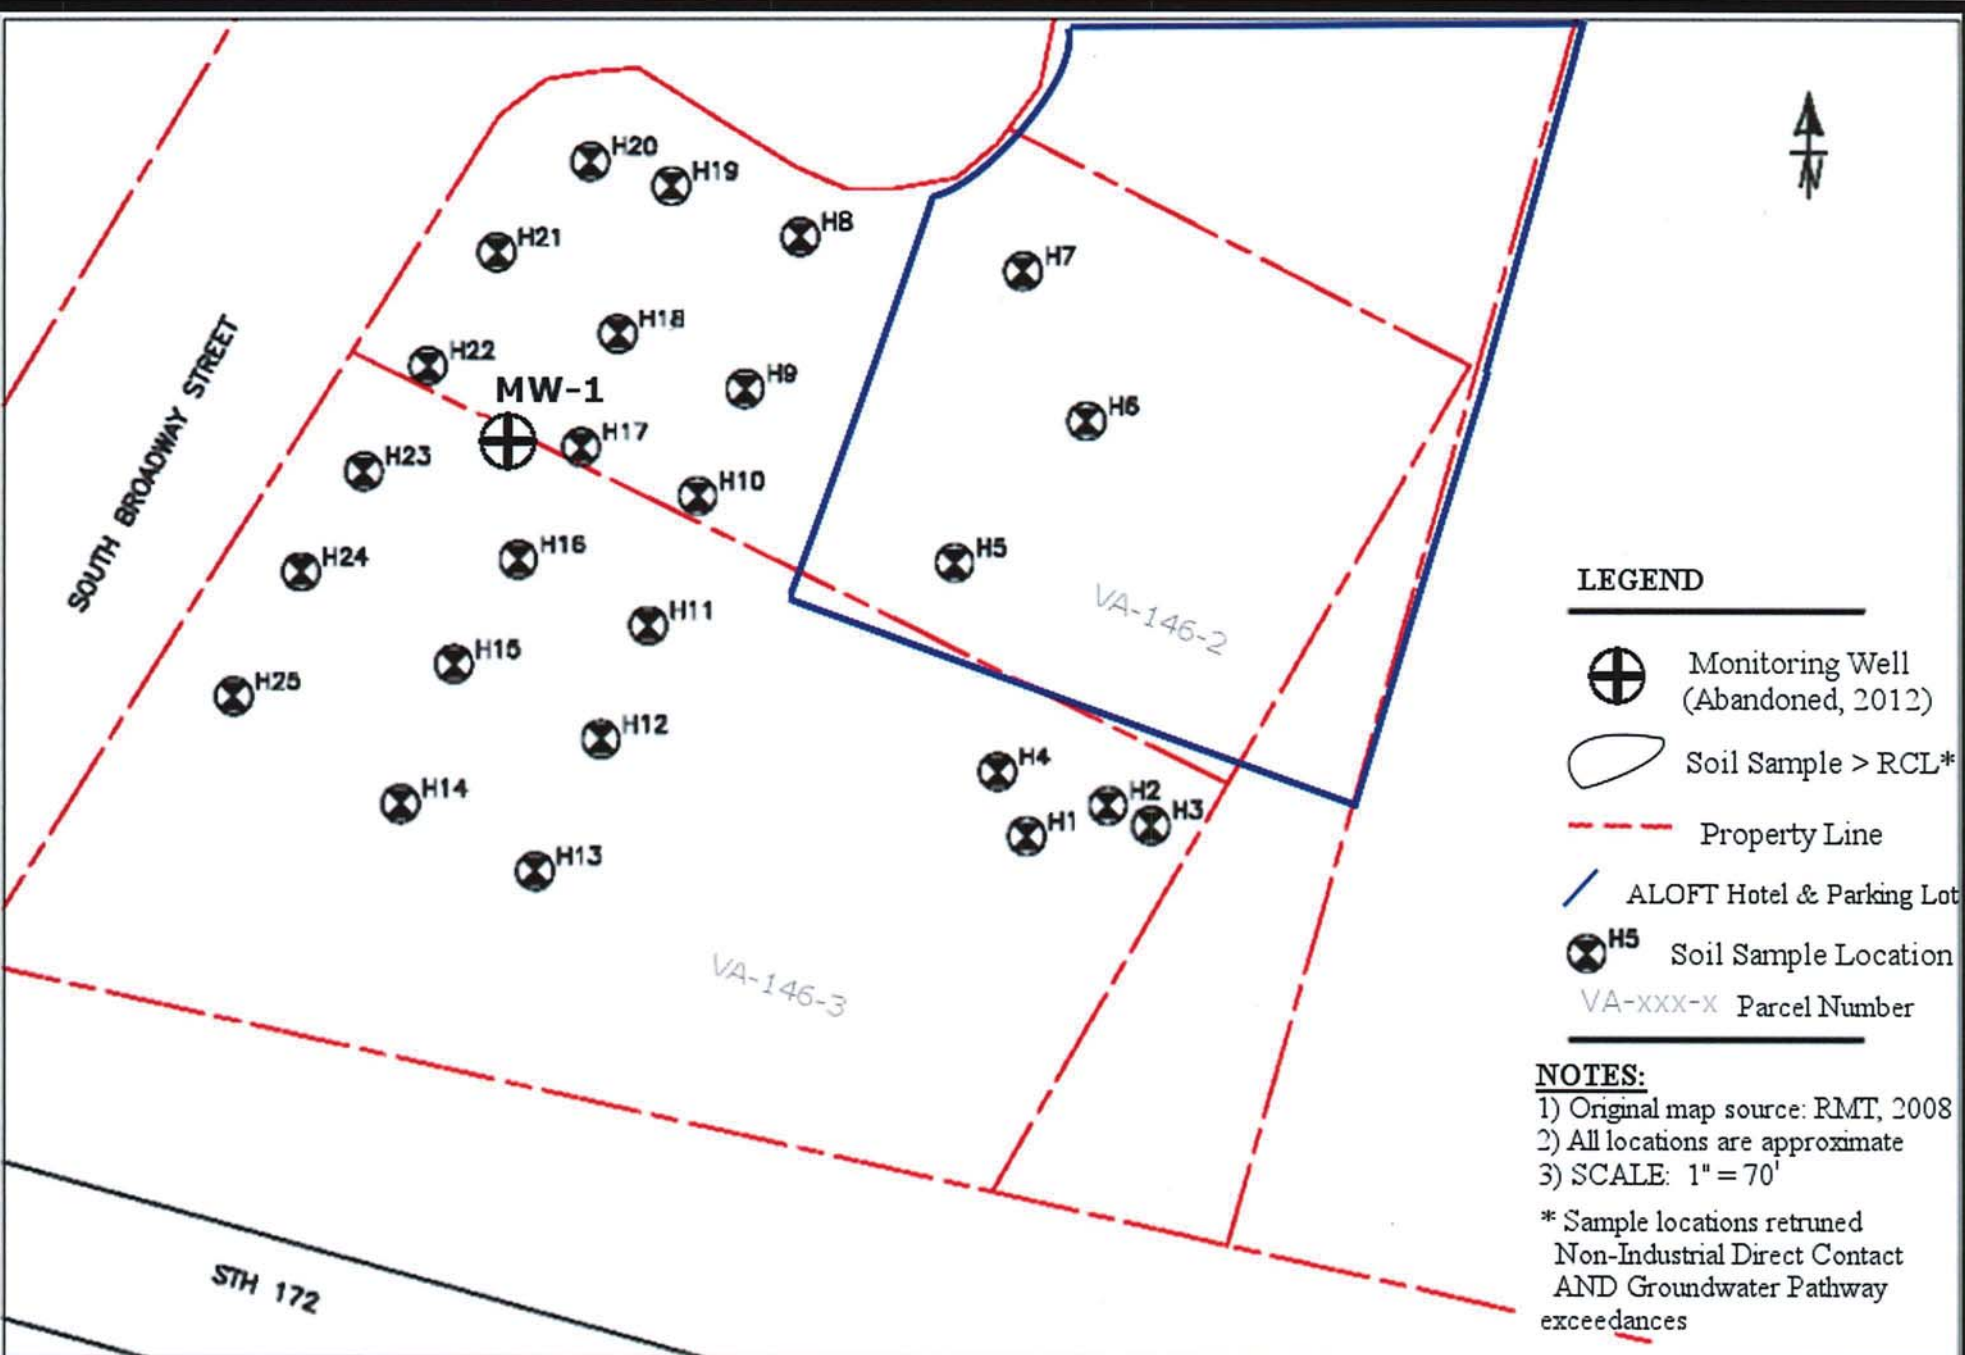 H20
H19
H8
H21
H7
H18
H22
H9
MW-1
H6
H17
H23
H10
SOUTH BROADWAY STREET
H16
H5
H24
VA-146-2
H11
H15
H25
H12
H4
H14
H2
H3
H1
H13
VA-146-3
STH 172
N
LEGEND
Monitoring Well
(Abandoned, 2012)
Soil Sample > RCL*
Property Line
ALOFT Hotel & Parking Lot
H5 Soil Sample Location
VA-xxx-x Parcel Number
NOTES:
1) Original map source: RMT, 2008
2) All locations are approximate
3) SCALE: 1" = 70'
* Sample locations retruned
Non-Industrial Direct Contact
AND Groundwater Pathway
exceedances